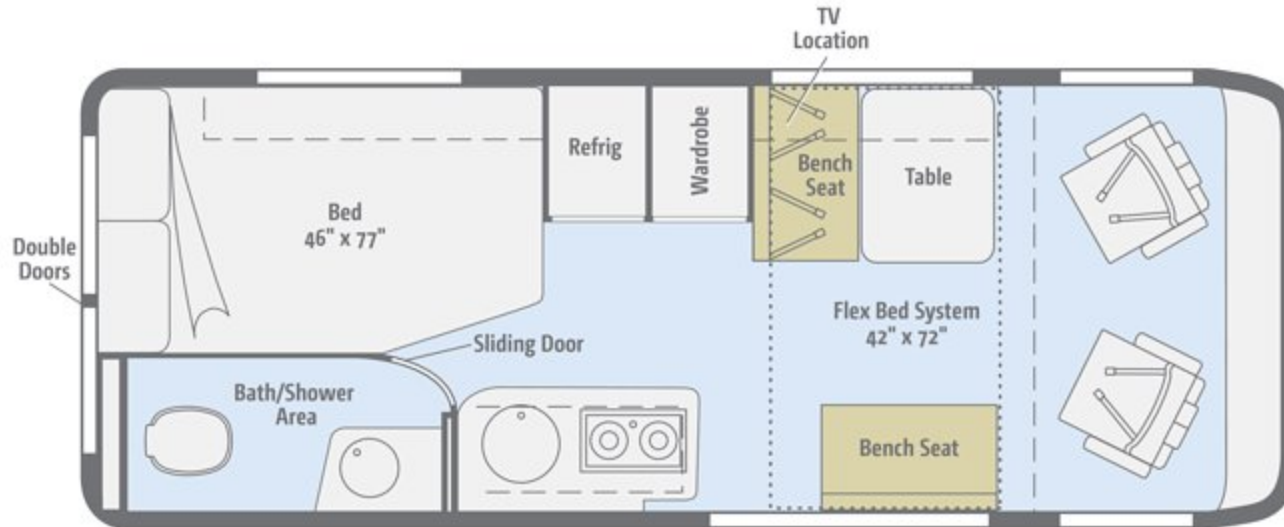 TV
Location
Refrig
Wardrobe
Bench
Seat
Table
Bed
46" x 77"
Double
Doors
Flex Bed System
42" x 72"
Sliding Door
Bath/Shower
Area
Bench Seat